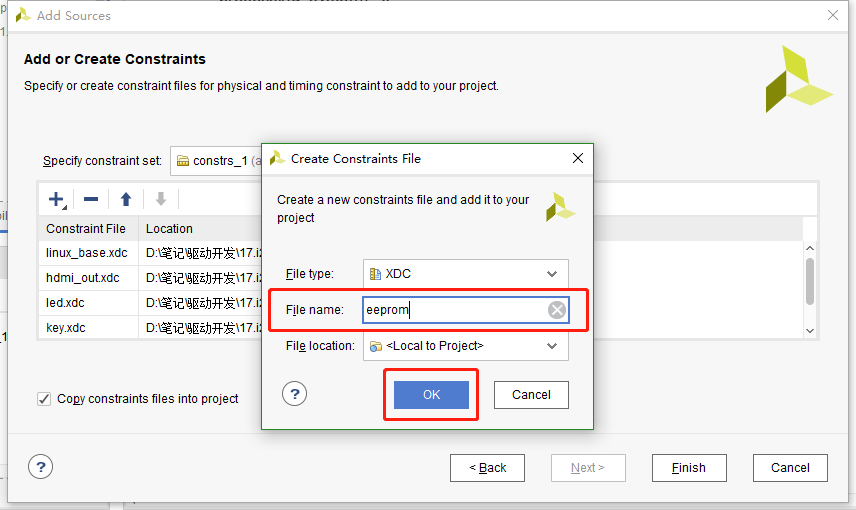 Add Sources
Add or Create Constraints
Specify or create constraint files for physical and timing constraint to add to your project.
Specify constraint set:
constrs_1 (a
Constraint File
Location
linux_base.xdc
D:\笔记\驱动开发\17.i2
hdmi_out.xdc
D:\笔记\驱动开发\17.i2
led.xdc
D:\笔记\驱动开发\17.i2
key.xdc
D:\笔记\驱动开发\17.i2
Copy constraints files into project
Create Constraints File
Create a new constraints file and add it to your
project
File type:
XDC
File name:
eeprom
File location:
<Local to Project>
?
OK
Cancel
?
< Back
Next >
Finish
Cancel